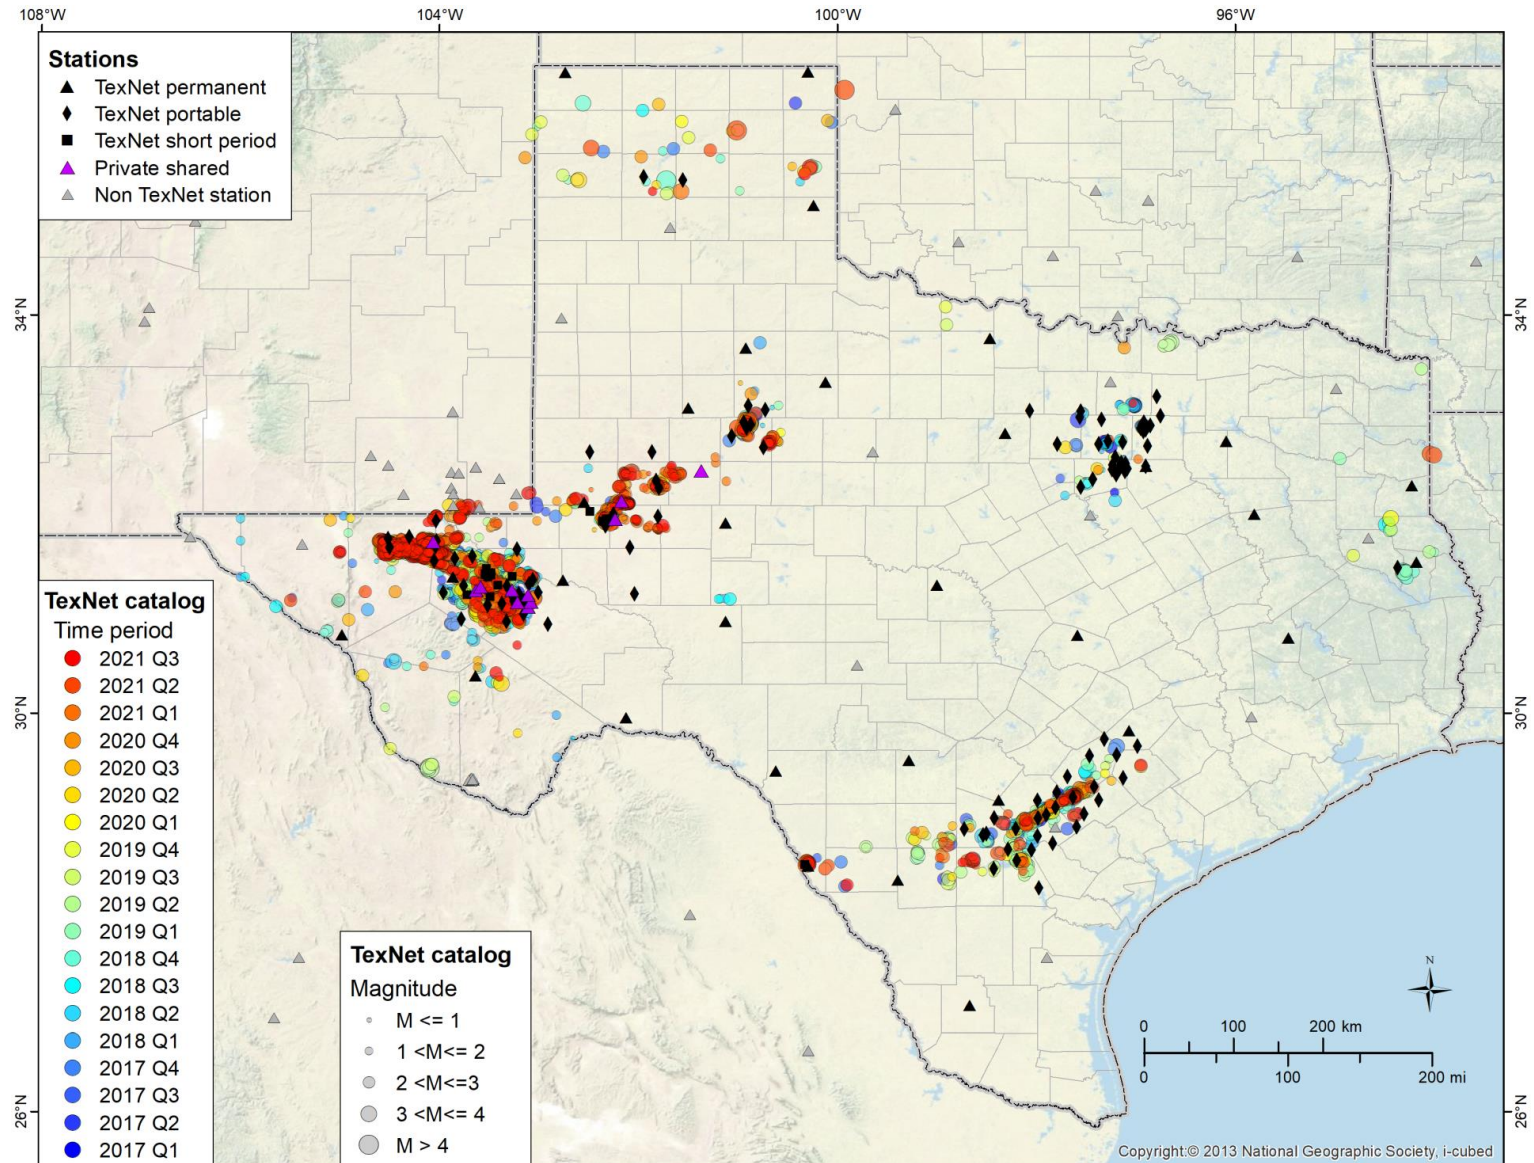 108°W
104°W
100°W
96°W
Stations
TexNet permanent
TexNet portable
TexNet short period
Private shared
Non TexNet station
34°N
34°N
30°N
30°N
26°N
26°N
TexNet catalog
Time period
2021 Q3
2021 Q2
2021 Q1
2020 Q4
2020 Q3
2020 Q2
2020 Q1
2019 Q4
2019 Q3
2019 Q2
2019 Q1
2018 Q4
2018 Q3
2018 Q2
2018 Q1
2017 Q4
2017 Q3
2017 Q2
2017 Q1
TexNet catalog
Magnitude
M <= 1
1 <M<= 2
2 <M<=3
3 <M<= 4
M > 4
N
0 100 200 km
0 100 200 mi
Copyright:© 2013 National Geographic Society, i-cubed